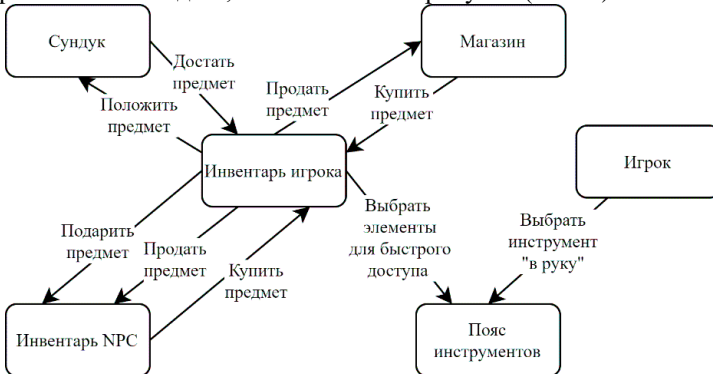 Сундук
Магазин
Достать
предмет
Продать
предмет
Купить
предмет
Положить
предмет
Инвентарь игрока
Игрок
Подарить
предмет
Продать
предмет
Купить
предмет
Выбрать
элементы
для быстрого
доступа
Выбрать
инструмент
"в руку"
Инвентарь NPC
Пояс
инструментов